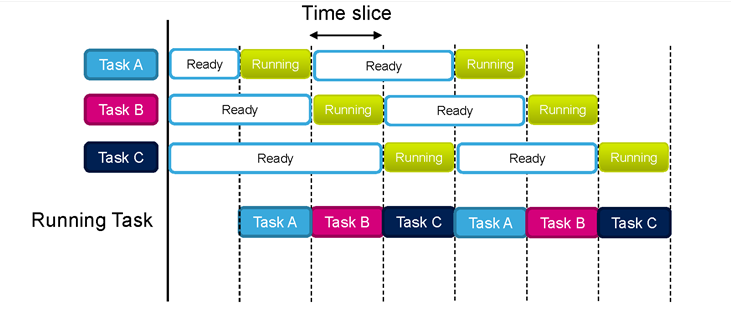 Time slice
Task A Ready Running Ready Running
Task B Ready Running Ready Running
Task C Ready Running Ready Running
Running Task Task A Task B Task C Task A Task B Task C